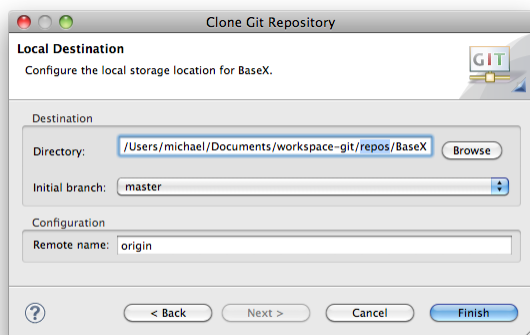 Clone Git Repository
Local Destination
Configure the local storage location for BaseX.
GIT
Destination
Directory: /Users/michael/Documents/workspace-git/repos/BaseX Browse
Initial branch: master
Configuration
Remote name: origin
? < Back Next > Cancel Finish